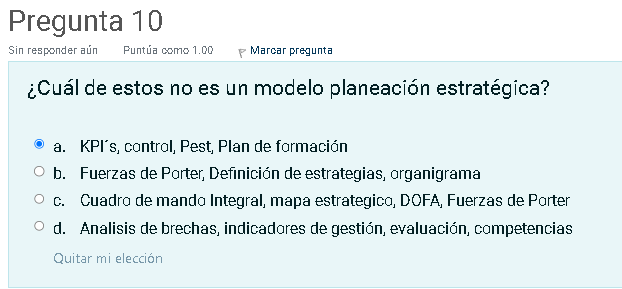 Pregunta 10
Sin responder aún Puntúa como 1.00 Marcar pregunta
¿Cuál de estos no es un modelo planeación estratégica?
a. KPI´s, control, Pest, Plan de formación
b. Fuerzas de Porter, Definición de estrategias, organigrama
c. Cuadro de mando Integral, mapa estrategico, DOFA, Fuerzas de Porter
d. Analisis de brechas, indicadores de gestión, evaluación, competencias
Quitar mi elección